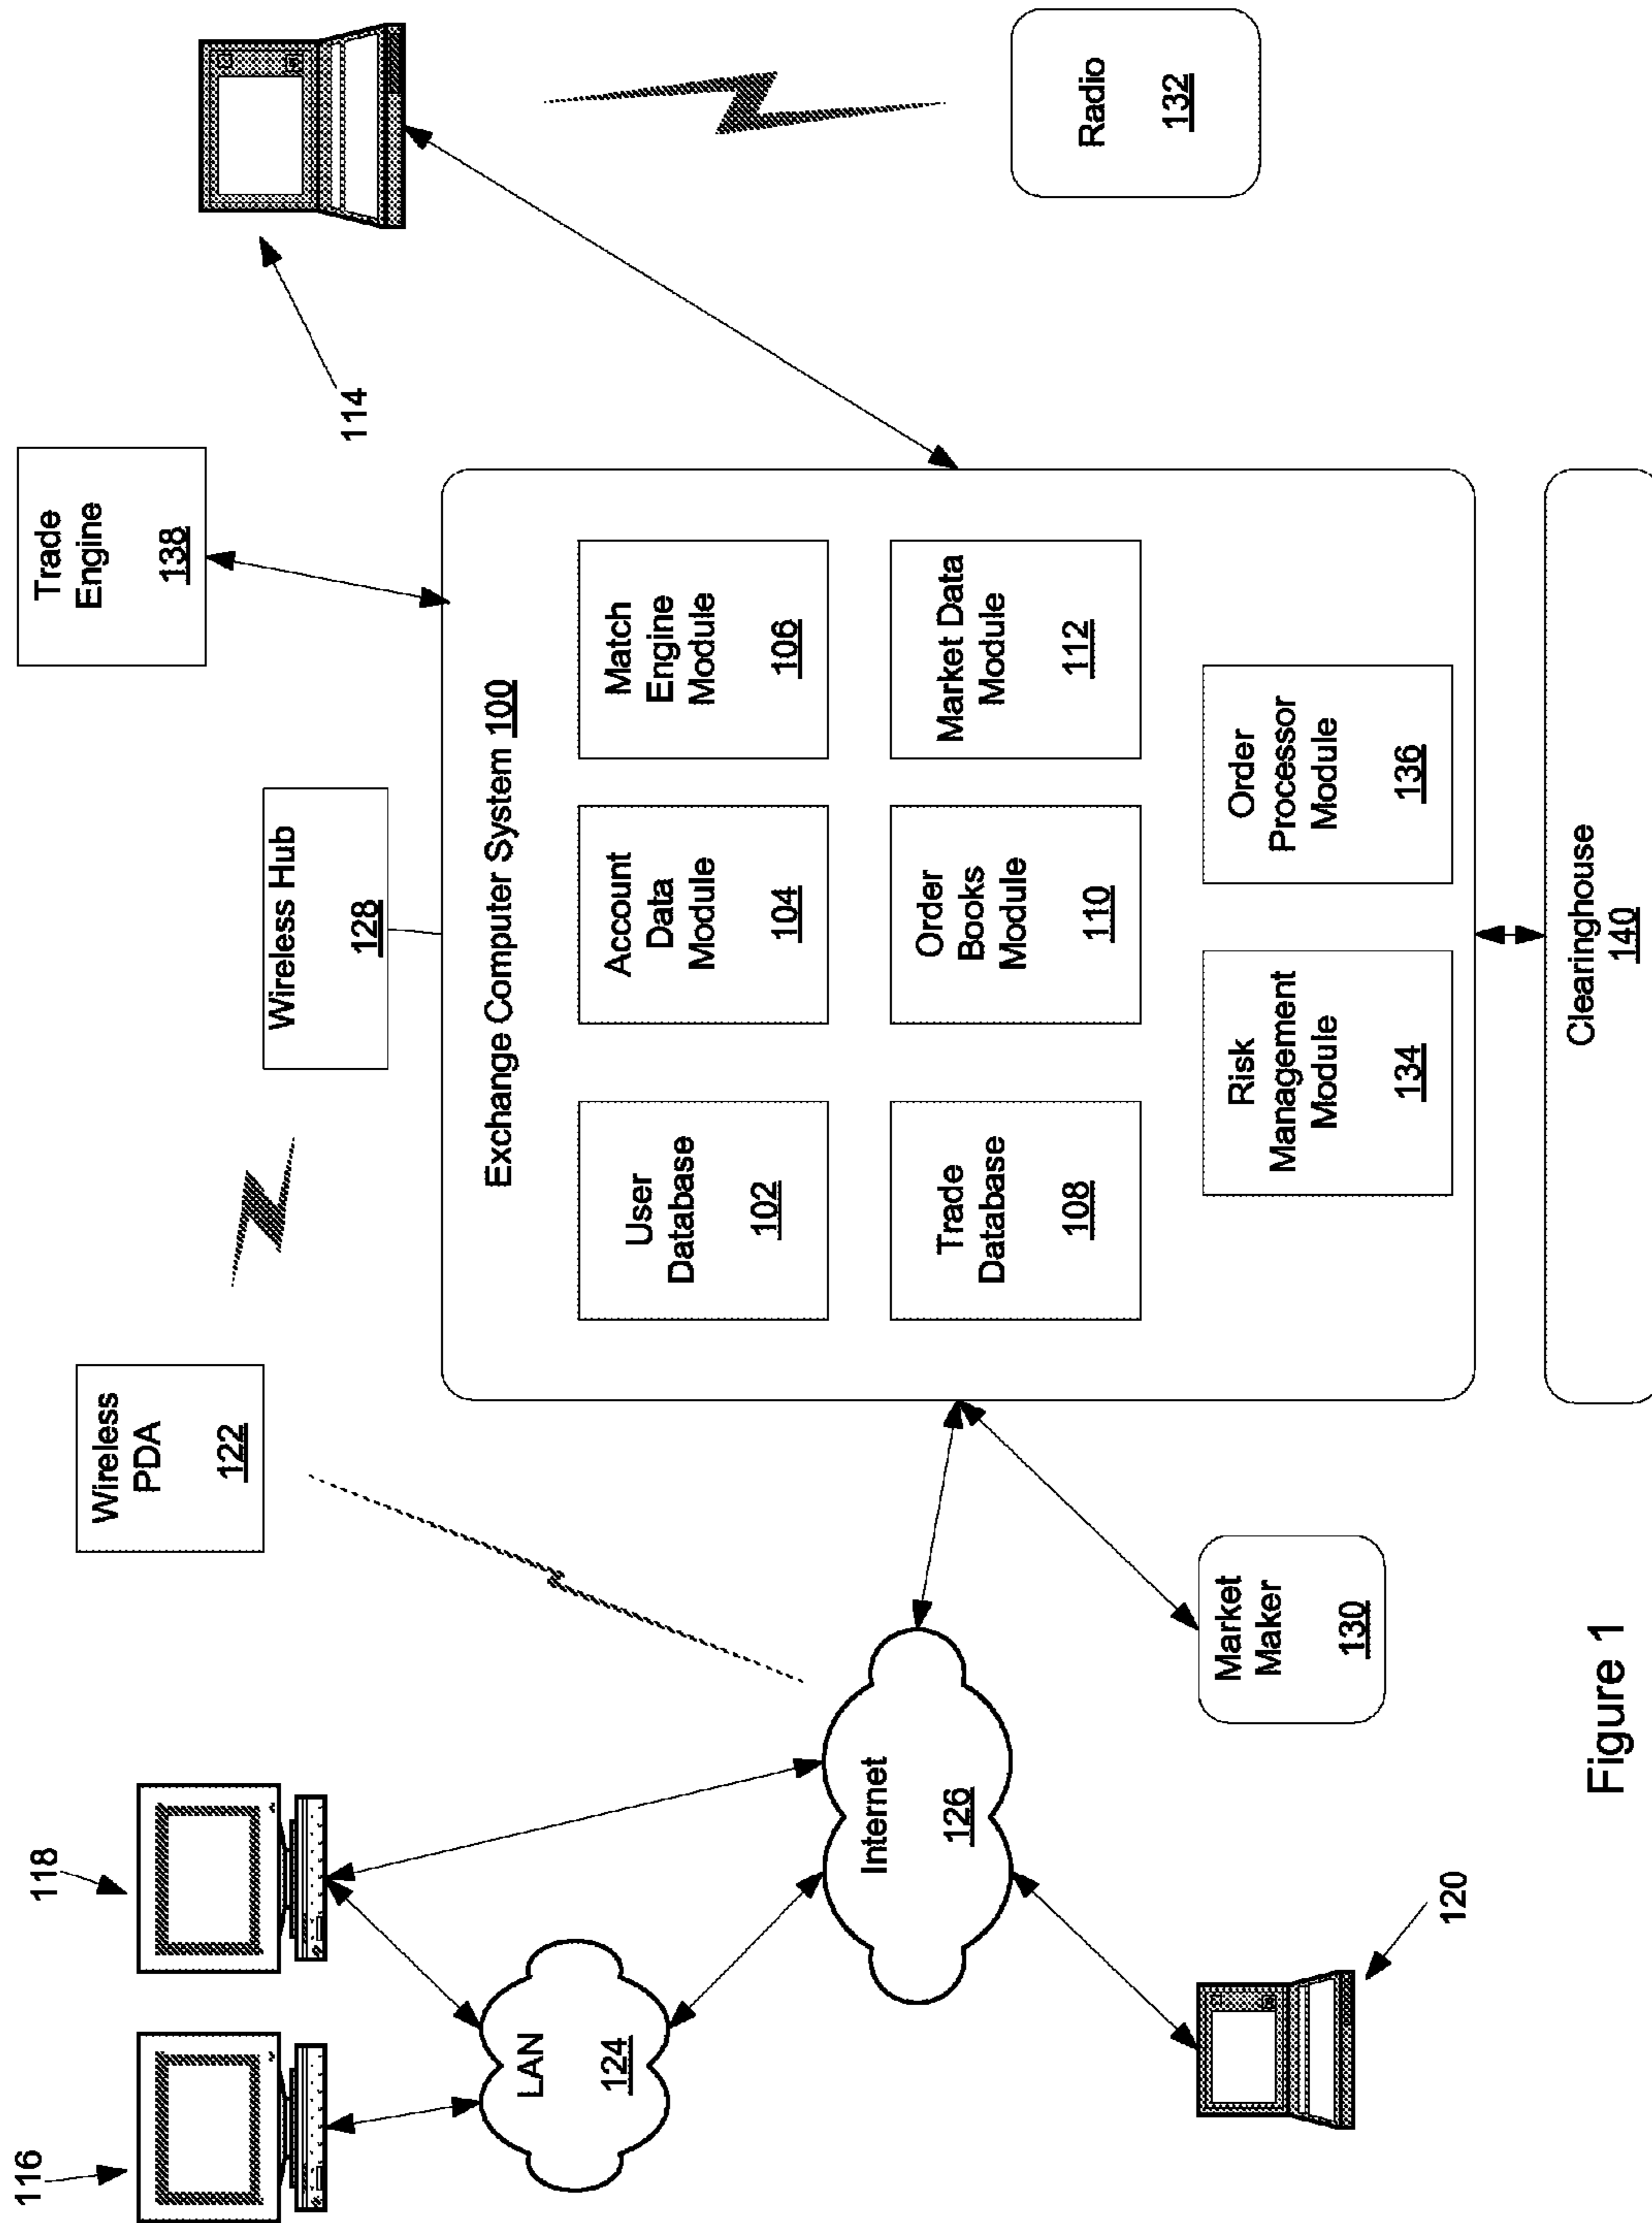 116
118
Wireless
PDA
122
Wireless Hub
128
Trade
Engine
138
114
LAN
124
Internet
126
Exchange Computer System 100
User
Database
102
Account
Data
Module
104
Match
Engine
Module
106
Trade
Database
108
Order
Books
Module
110
Market Data
Module
112
Risk
Management
Module
134
Order
Processor
Module
136
Radio
132
120
Market
Maker
130
Clearinghouse
140
Figure 1